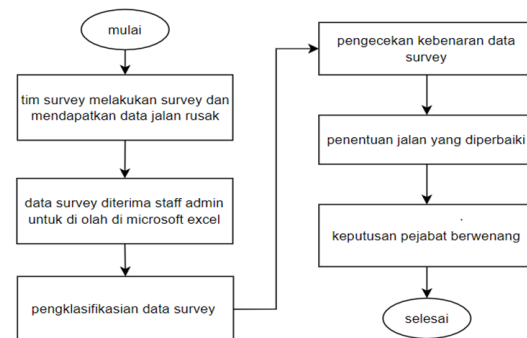 mulai
tim survey melakukan survey dan
mendapatkan data jalan rusak
data survey diterima staff admin
untuk di olah di microsoft excel
pengklasifikasian data survey
pengecekan kebenaran data
survey
penentuan jalan yang diperbaiki
keputusan pejabat berwenang
selesai